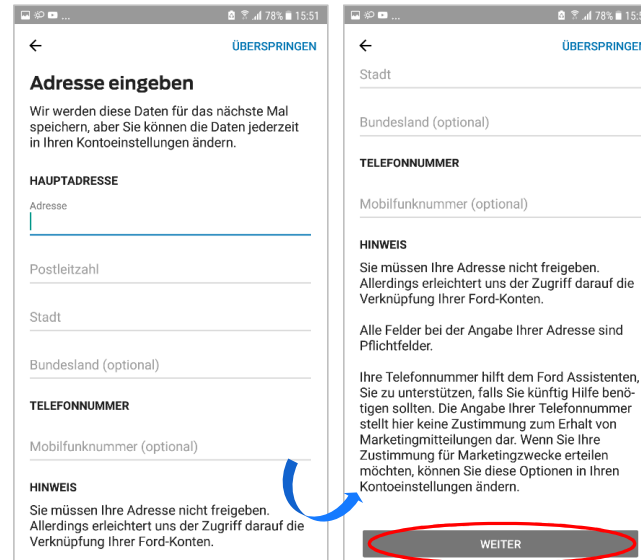 ... 78% 15:51
ÜBERSPRINGEN
Adresse eingeben
Wir werden diese Daten für das nächste Mal
speichern, aber Sie können die Daten jederzeit
in Ihren Kontoeinstellungen ändern.
HAUPTADRESSE
Adresse
Postleitzahl
Stadt
Bundesland (optional)
TELEFONNUMMER
Mobilfunknummer (optional)
HINWEIS
Sie müssen Ihre Adresse nicht freigeben.
Allerdings erleichtert uns der Zugriff darauf die
Verknüpfung Ihrer Ford-Konten.
... 78%
ÜBERSPRINGEN
Stadt
Bundesland (optional)
TELEFONNUMMER
Mobilfunknummer (optional)
HINWEIS
Sie müssen Ihre Adresse nicht freigeben.
Allerdings erleichtert uns der Zugriff darauf die
Verknüpfung Ihrer Ford-Konten.
Alle Felder bei der Angabe Ihrer Adresse sind
Pflichtfelder.
Ihre Telefonnummer hilft dem Ford Assistenten,
Sie zu unterstützen, falls Sie künftig Hilfe benö-
tigen sollten. Die Angabe Ihrer Telefonnummer
stellt hier keine Zustimmung zum Erhalt von
Marketingmitteilungen dar. Wenn Sie Ihre
Zustimmung für Marketingzwecke erteilen
möchten, können Sie diese Optionen in Ihren
Kontoeinstellungen ändern.
WEITER